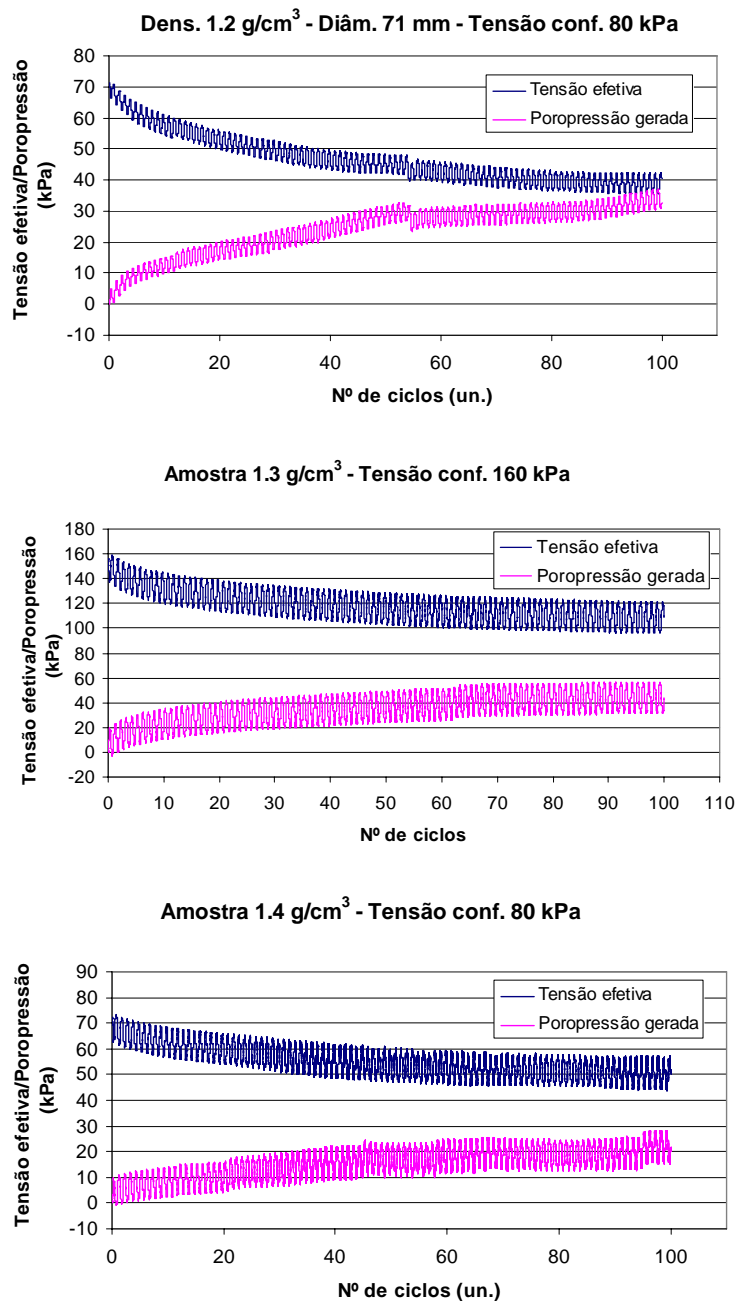 Dens. 1.2 g/cm³ - Diâm. 71 mm - Tensão conf. 80 kPa
Tensão efetiva/Poropressão
(kPa)
80
70
60
50
40
30
20
10
0
-10
Tensão efetiva
Poropressão gerada
0 20 40 60 80 100
Nº de ciclos (un.)
Amostra 1.3 g/cm³ - Tensão conf. 160 kPa
Tensão efetiva/Poropressão
(kPa)
180
160
140
120
100
80
60
40
20
0
-20
Tensão efetiva
Poropressão gerada
0 10 20 30 40 50 60 70 80 90 100 110
Nº de ciclos
Amostra 1.4 g/cm³ - Tensão conf. 80 kPa
Tensão efetiva/Poropressão
(kPa)
90
80
70
60
50
40
30
20
10
0
-10
Tensão efetiva
Poropressão gerada
0 20 40 60 80 100
Nº de ciclos (un.)